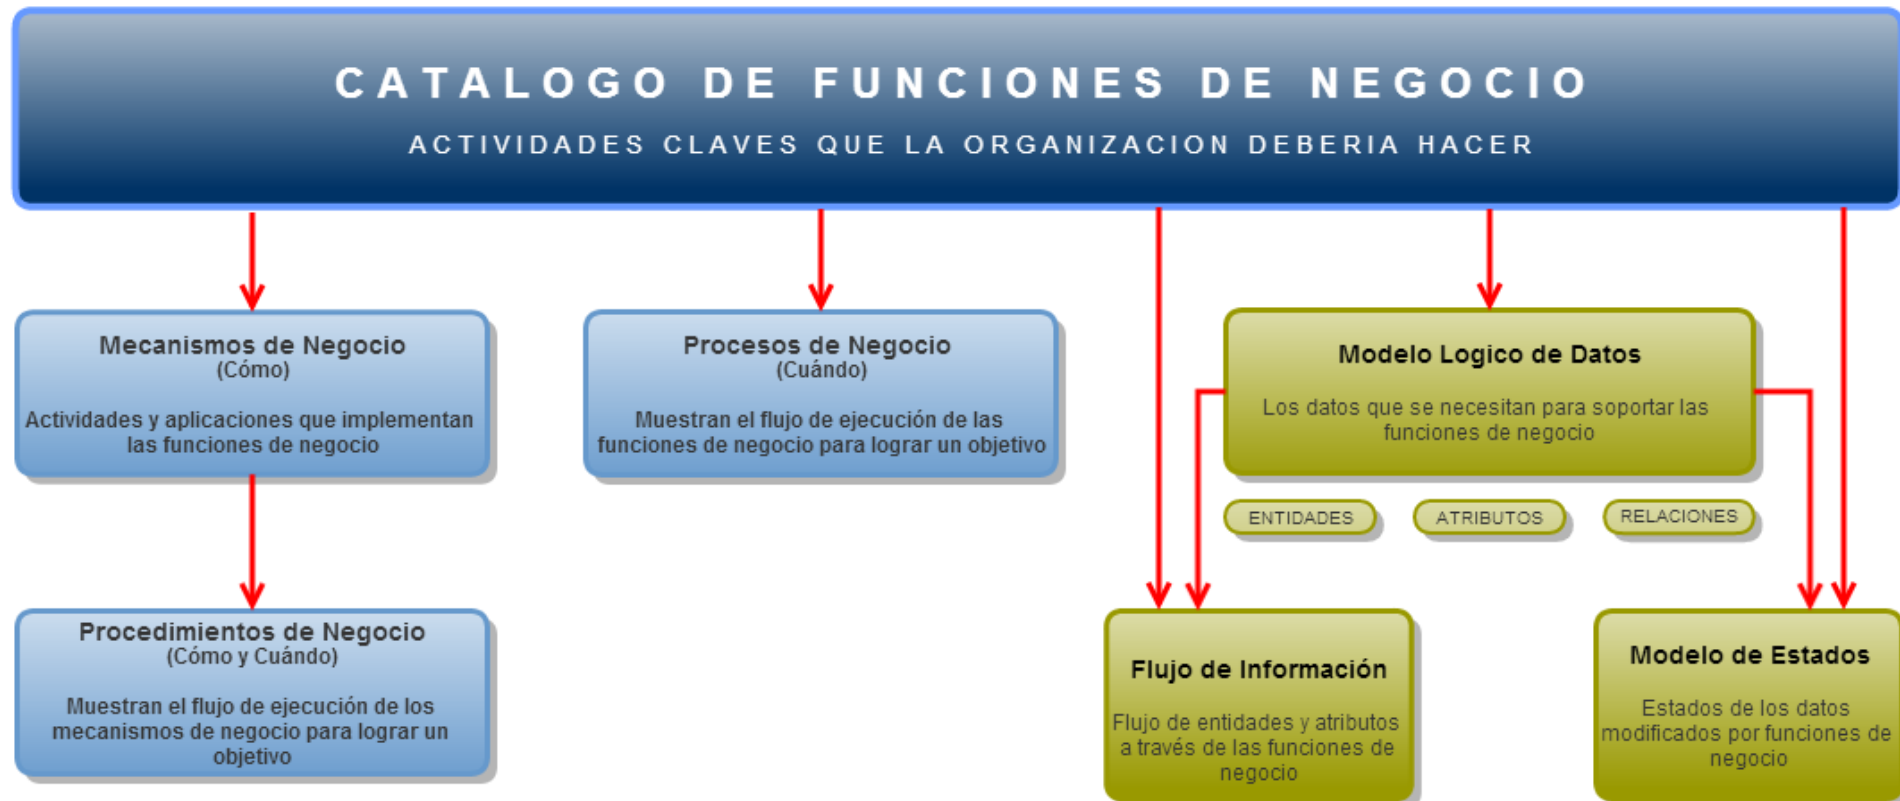 CATALOGO DE FUNCIONES DE NEGOCIO
ACTIVIDADES CLAVES QUE LA ORGANIZACION DEBERIA HACER
Mecanismos de Negocio
(Cómo)
Actividades y aplicaciones que implementan
las funciones de negocio
Procesos de Negocio
(Cuándo)
Muestran el flujo de ejecución de las
funciones de negocio para lograr un objetivo
Modelo Logico de Datos
Los datos que se necesitan para soportar las
funciones de negocio
ENTIDADES
ATRIBUTOS
RELACIONES
Procedimientos de Negocio
(Cómo y Cuándo)
Muestran el flujo de ejecución de los
mecanismos de negocio para lograr un
objetivo
Flujo de Información
Flujo de entidades y atributos
a través de las funciones de
negocio
Modelo de Estados
Estados de los datos
modificados por funciones de
negocio